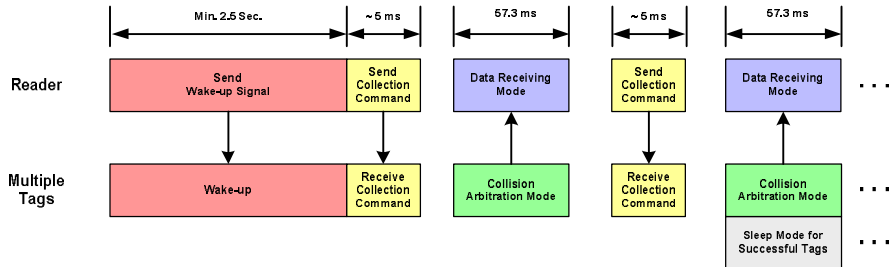 Min. 2.5 Sec.
~ 5 ms
57.3 ms
~ 5 ms
57.3 ms
Reader
Send
Wake-up Signal
Send
Collection
Command
Data Receiving
Mode
Send
Collection
Command
Data Receiving
Mode
. . .
Multiple
Tags
Wake-up
Receive
Collection
Command
Collision
Arbitration Mode
Receive
Collection
Command
Collision
Arbitration Mode
. . .
Sleep Mode for
Successful Tags
. . .